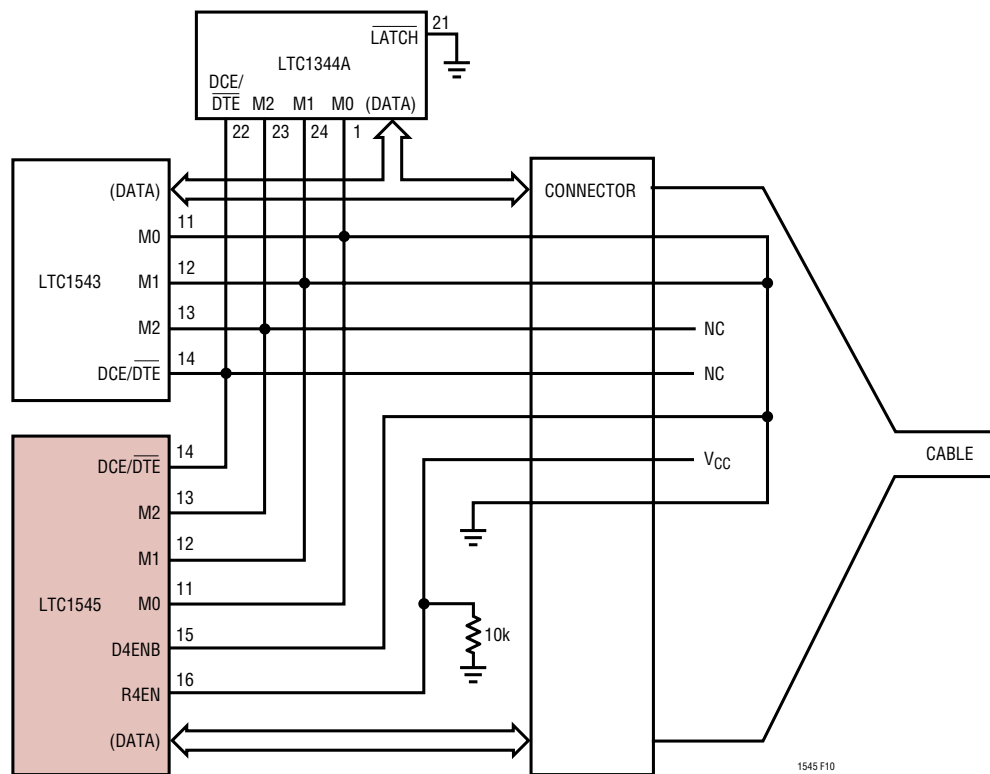 21
LATCH
LTC1344A
DCE/
DTE M2 M1 M0 (DATA)
22 23 24 1
(DATA)
CONNECTOR
11
M0
12
LTC1543 M1
13
M2 NC
14
DCE/DTE NC
14
DCE/DTE VCC CABLE
13
M2
12
M1
11
LTC1545 M0
15 10k
D4ENB
16
R4EN
(DATA)
1545 F10